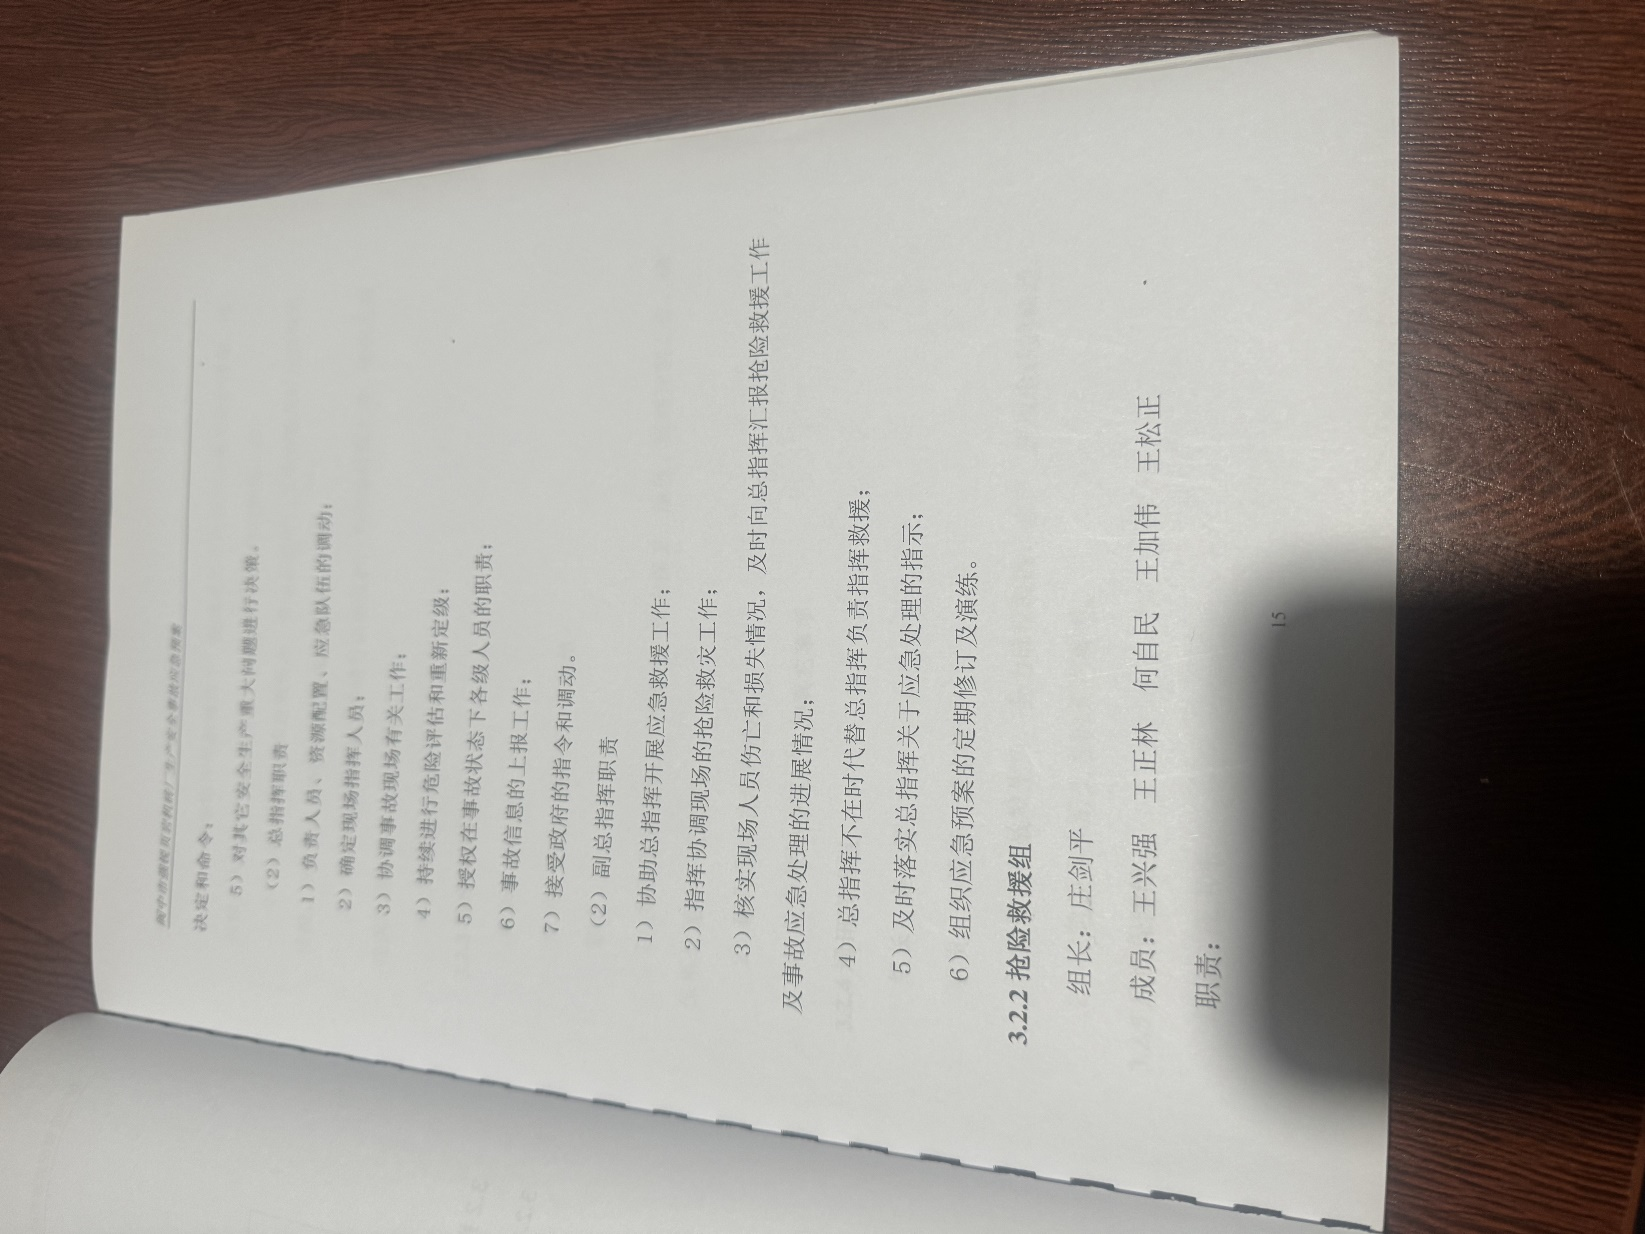 生产安全事故应急预案
决定和命令；
5）对其它安全生产重大问题进行决策。
（2）总指挥职责
1）负责人员、资源配置、应急队伍的调动；
2）确定现场指挥人员；
3）协调事故现场有关工作；
4）持续进行危险评估和重新定级；
5）授权在事故状态下各级人员的职责；
6）事故信息的上报工作；
7）接受政府的指令和调动。
（2）副总指挥职责
1）协助总指挥开展应急救援工作；
2）指挥协调现场的抢险救灾工作；
3）核实现场人员伤亡和损失情况，及时向总指挥汇报抢险救援工作
及事故应急处理的进展情况；
4）总指挥不在时代替总指挥负责指挥救援；
5）及时落实总指挥关于应急处理的指示；
6）组织应急预案的定期修订及演练。
3.2.2 抢险救援组
组长：庄剑平
成员：王兴强 王正林 何自民 王加伟 王松正
职责：
15